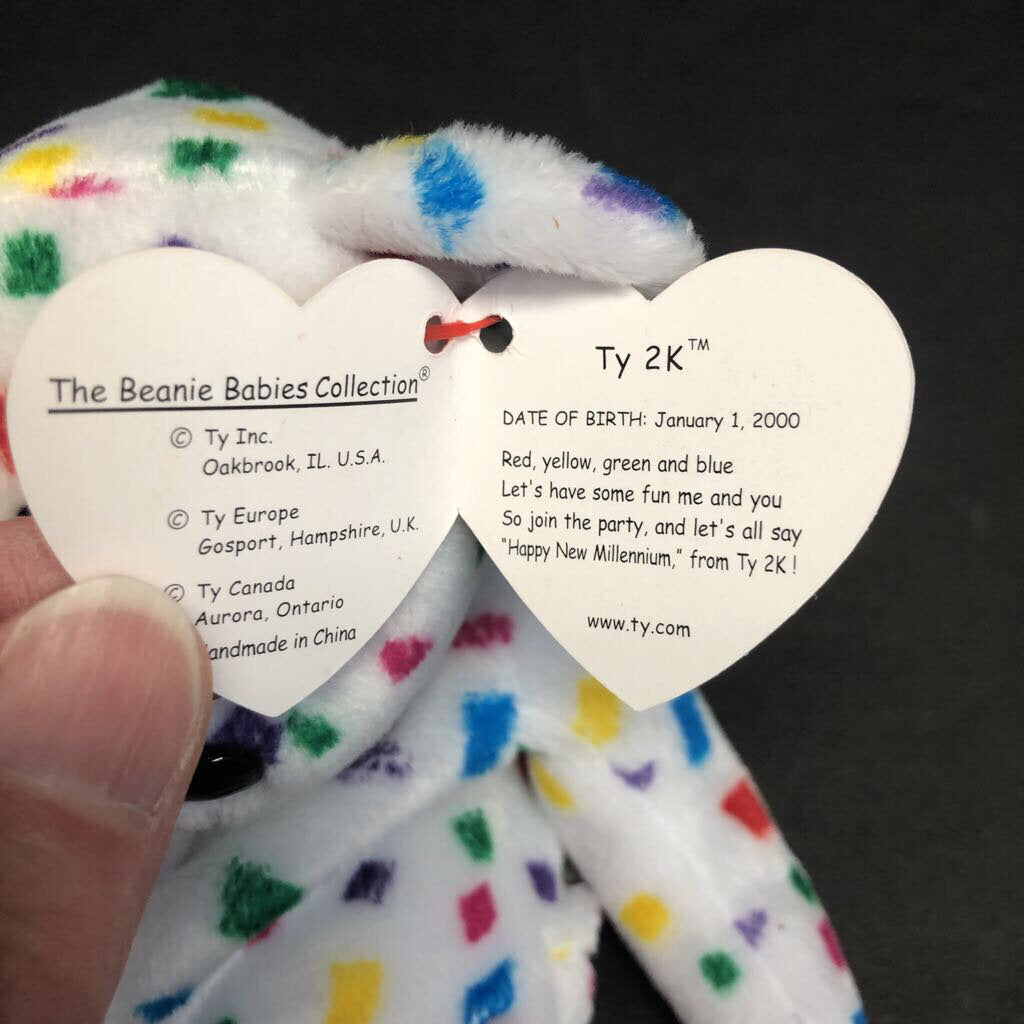 The Beanie Babies Collection®
© Ty Inc.
Oakbrook, IL. U.S.A.
© Ty Europe
Gosport, Hampshire, U.K.
© Ty Canada
Aurora, Ontario
andmade in China
Ty 2K™
DATE OF BIRTH: January 1, 2000
Red, yellow, green and blue
Let's have some fun me and you
So join the party, and let's all say
"Happy New Millennium," from Ty 2K !
www.ty.com